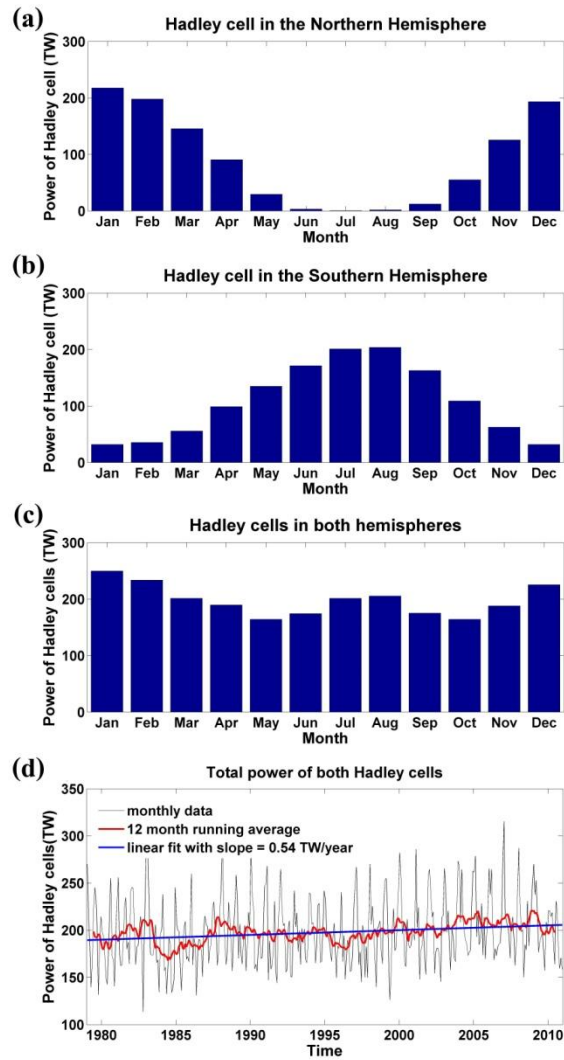 (a)
Hadley cell in the Northern Hemisphere
Power of Hadley cell (TW)
300
200
100
0
Jan Feb Mar Apr May Jun Jul Aug Sep Oct Nov Dec
Month
(b)
Hadley cell in the Southern Hemisphere
Power of Hadley cell (TW)
300
200
100
0
Jan Feb Mar Apr May Jun Jul Aug Sep Oct Nov Dec
Month
(c)
Hadley cells in both hemispheres
Power of Hadley cells (TW)
300
200
100
0
Jan Feb Mar Apr May Jun Jul Aug Sep Oct Nov Dec
Month
(d)
Total power of both Hadley cells
Power of Hadley cells(TW)
350
300
250
200
150
100
monthly data
12 month running average
linear fit with slope = 0.54 TW/year
1980 1985 1990 1995 2000 2005 2010
Time